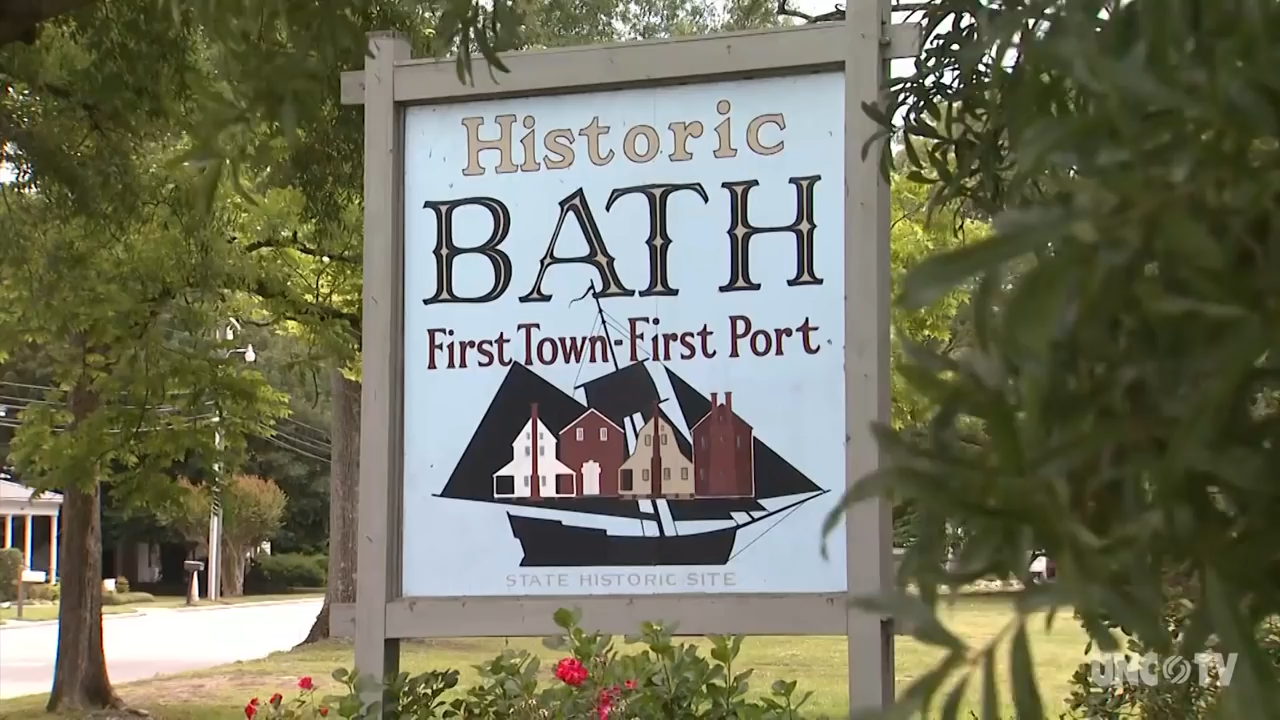 Historic
BATH
First Town-First Port
STATE HISTORIC SITE
UNC TV